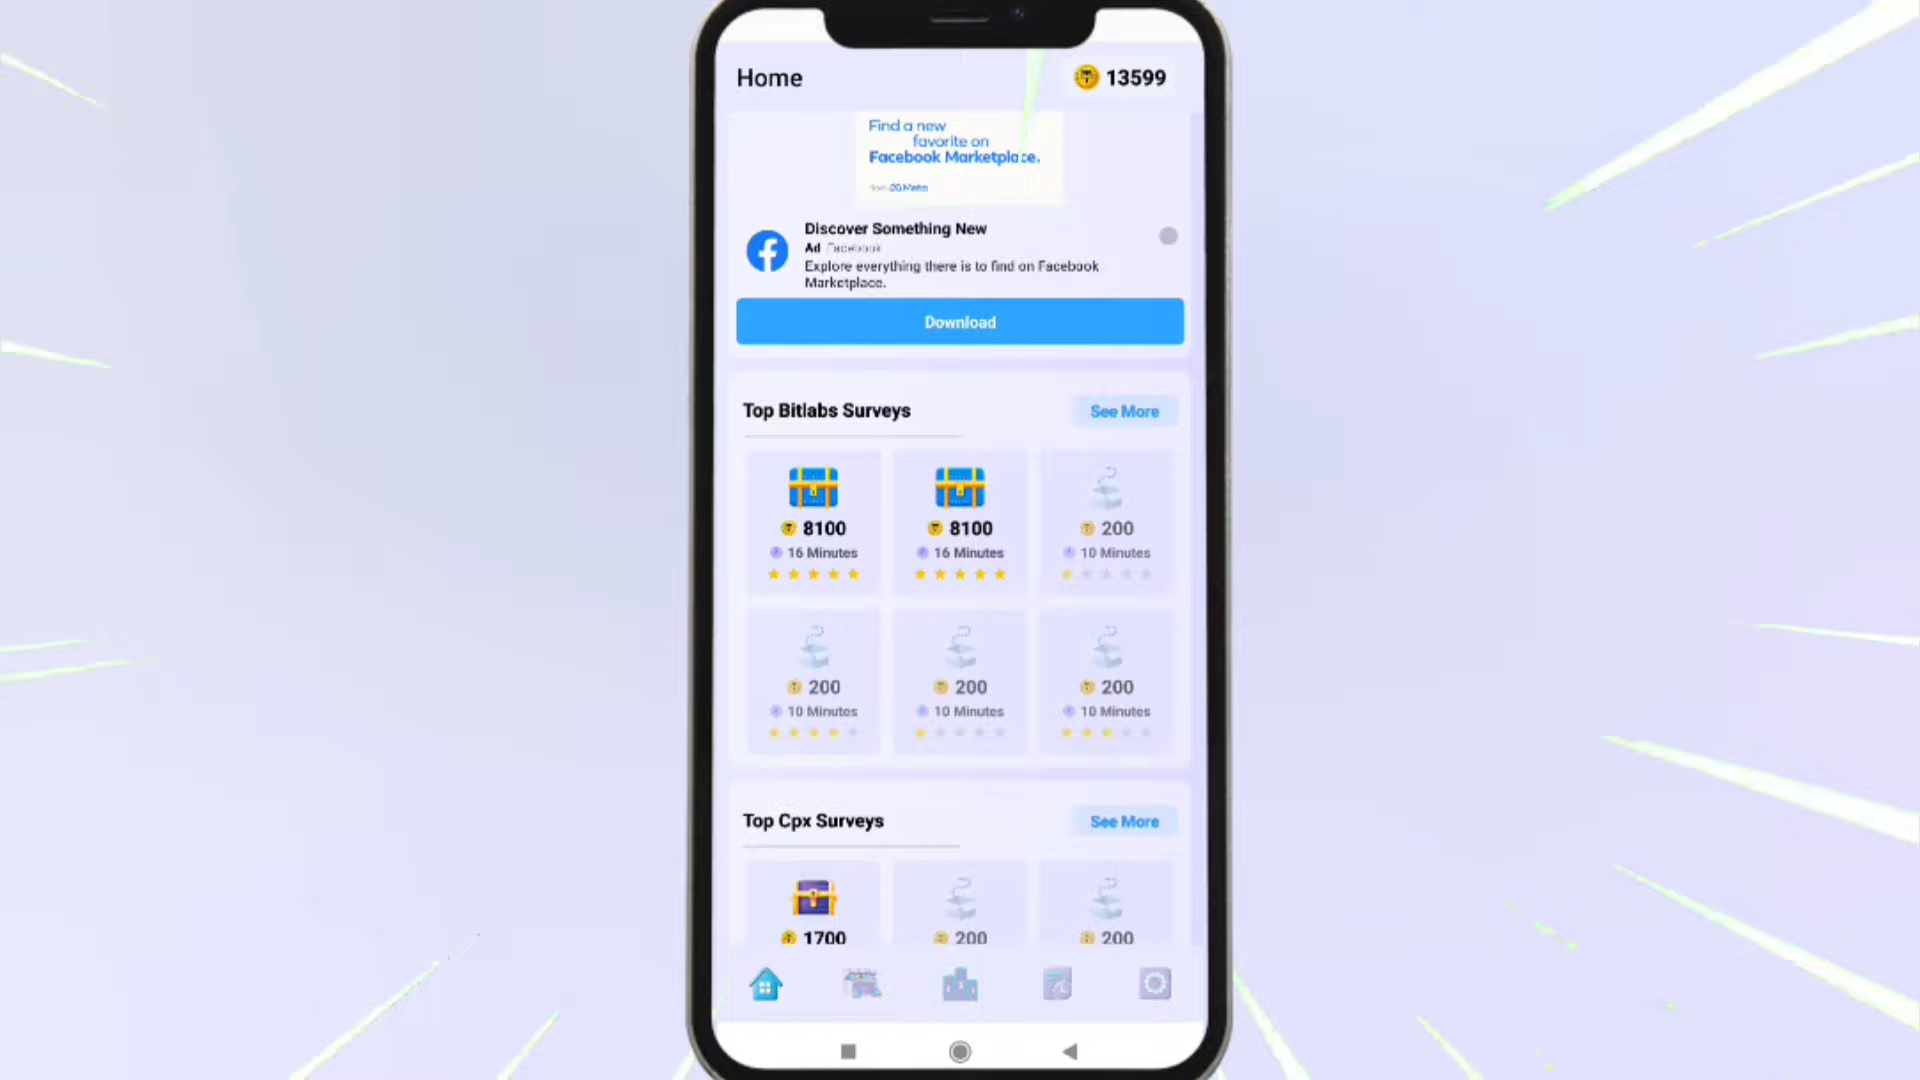 Home
13599
Find a new
favorite on
Facebook Marketplace.
from Meta
Discover Something New
Ad Facebook
Explore everything there is to find on Facebook
Marketplace.
Download
Top Bitlabs Surveys
See More
8100
8100
200
16 Minutes
16 Minutes
10 Minutes
200
200
200
10 Minutes
10 Minutes
10 Minutes
Top Cpx Surveys
See More
1700
200
200